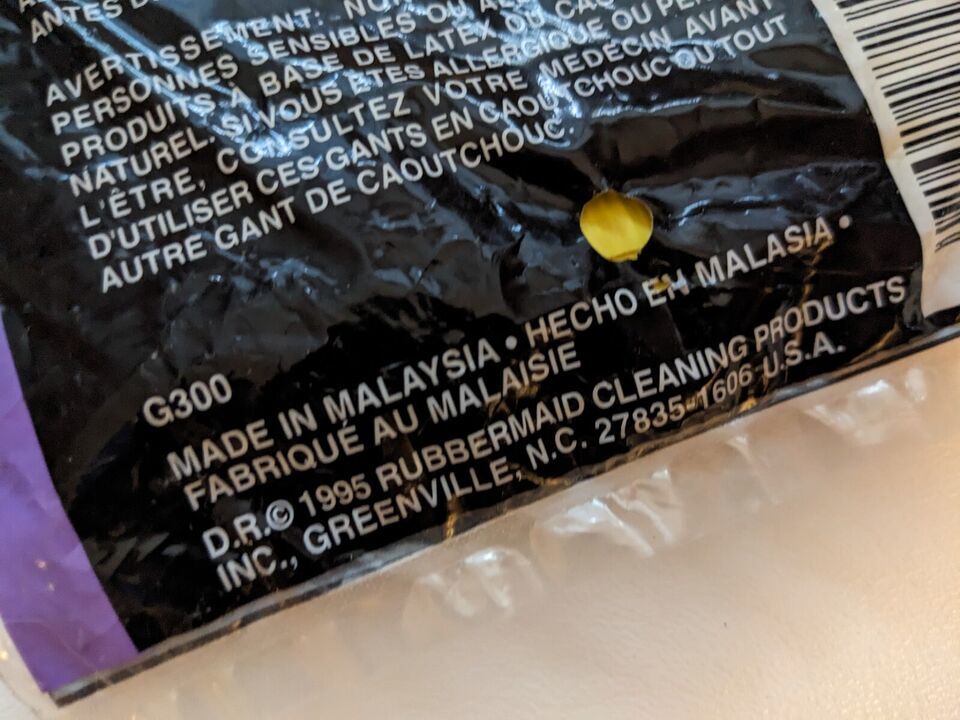 ANTES D
AVERTISSEMENT:
PERSONNES SENSIBLES OU
PRODUITS À BASE DE LATEX OU
NATUREL. SI VOUS ÊTES ALLERGIQUE OU
L'ÊTRE, CONSULTEZ VOTRE MÉDECIN AVANT
D'UTILISER CES GANTS EN CAOUTCHOUC OU TOUT
AUTRE GANT DE CAOUTCHOUC.
G300
MADE IN MALAYSIA • HECHO EN MALASIA •
FABRIQUÉ AU MALAISIE
D.R.© 1995 RUBBERMAID CLEANING PRODUCTS
INC., GREENVILLE, N.C. 27835-1606 U.S.A.